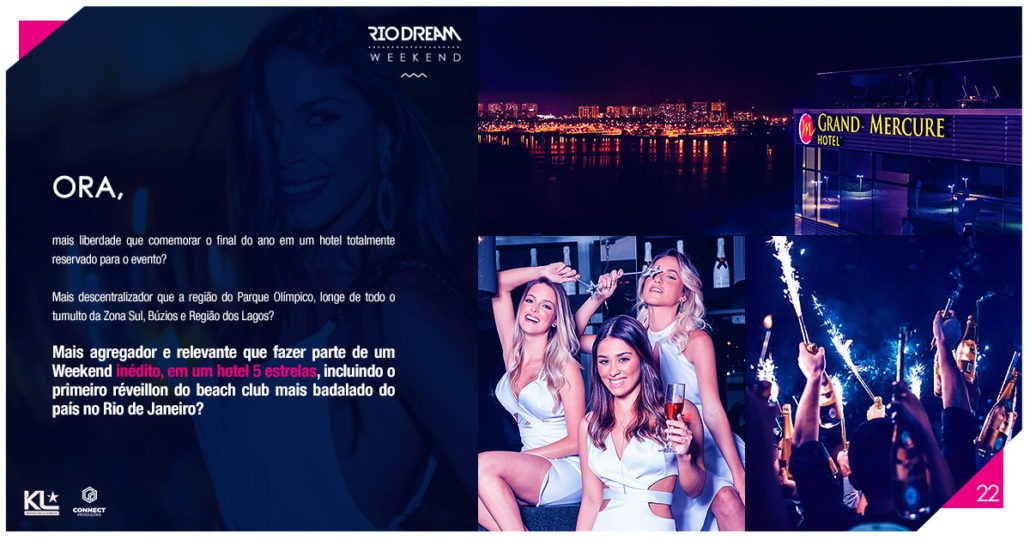 RIO DREAM
WEEKEND
ORA,
mais liberdade que comemorar o final do ano em um hotel totalmente
reservado para o evento?
Mais descentralizador que a região do Parque Olímpico, longe de todo o
tumulto da Zona Sul, Búzios e Região dos Lagos?
Mais agregador e relevante que fazer parte de um
Weekend inédito, em um hotel 5 estrelas, incluindo o
primeiro réveillon do beach club mais badalado do
país no Rio de Janeiro?
KL
CONNECT
PRODUÇÕES
GRAND MERCURE
HOTEL
22